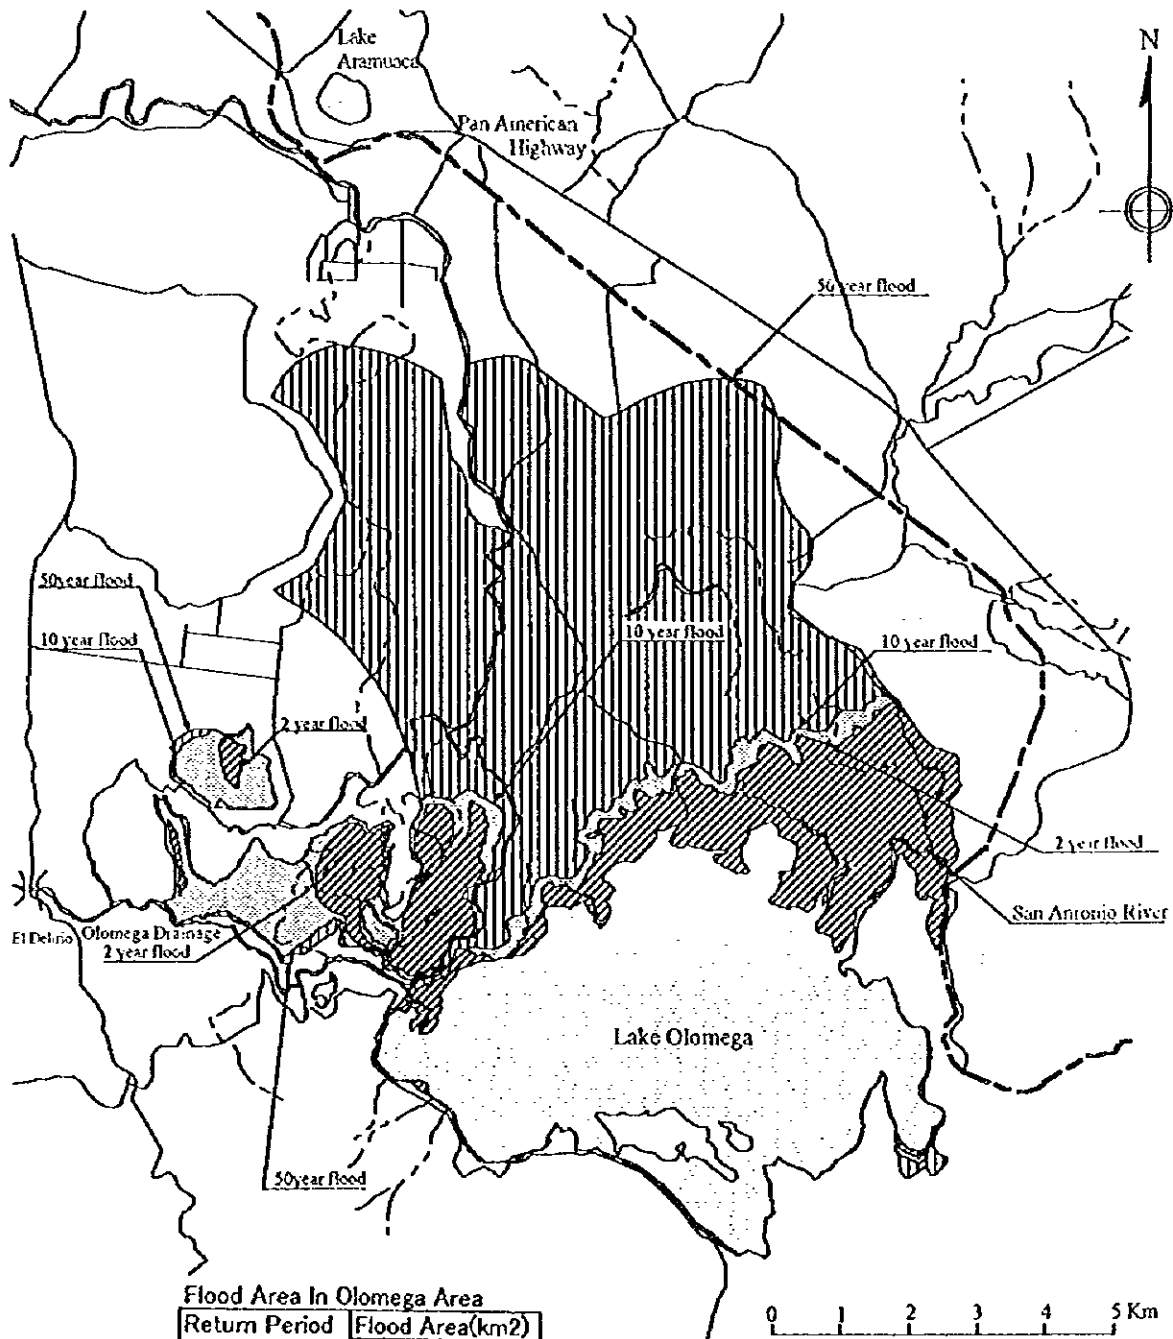 Lake
Aramuaca
N
Pan American
Highway
50 year flood
50year flood
10 year flood
10 year flood
10 year flood
2 year flood
2 year flood
San Antonio River
El Delirio
Olomega Drainage
2 year flood
Lake Olomega
50year flood
Flood Area In Olomega Area
Return Period
Flood Area(km2)
0 1 2 3 4 5 Km